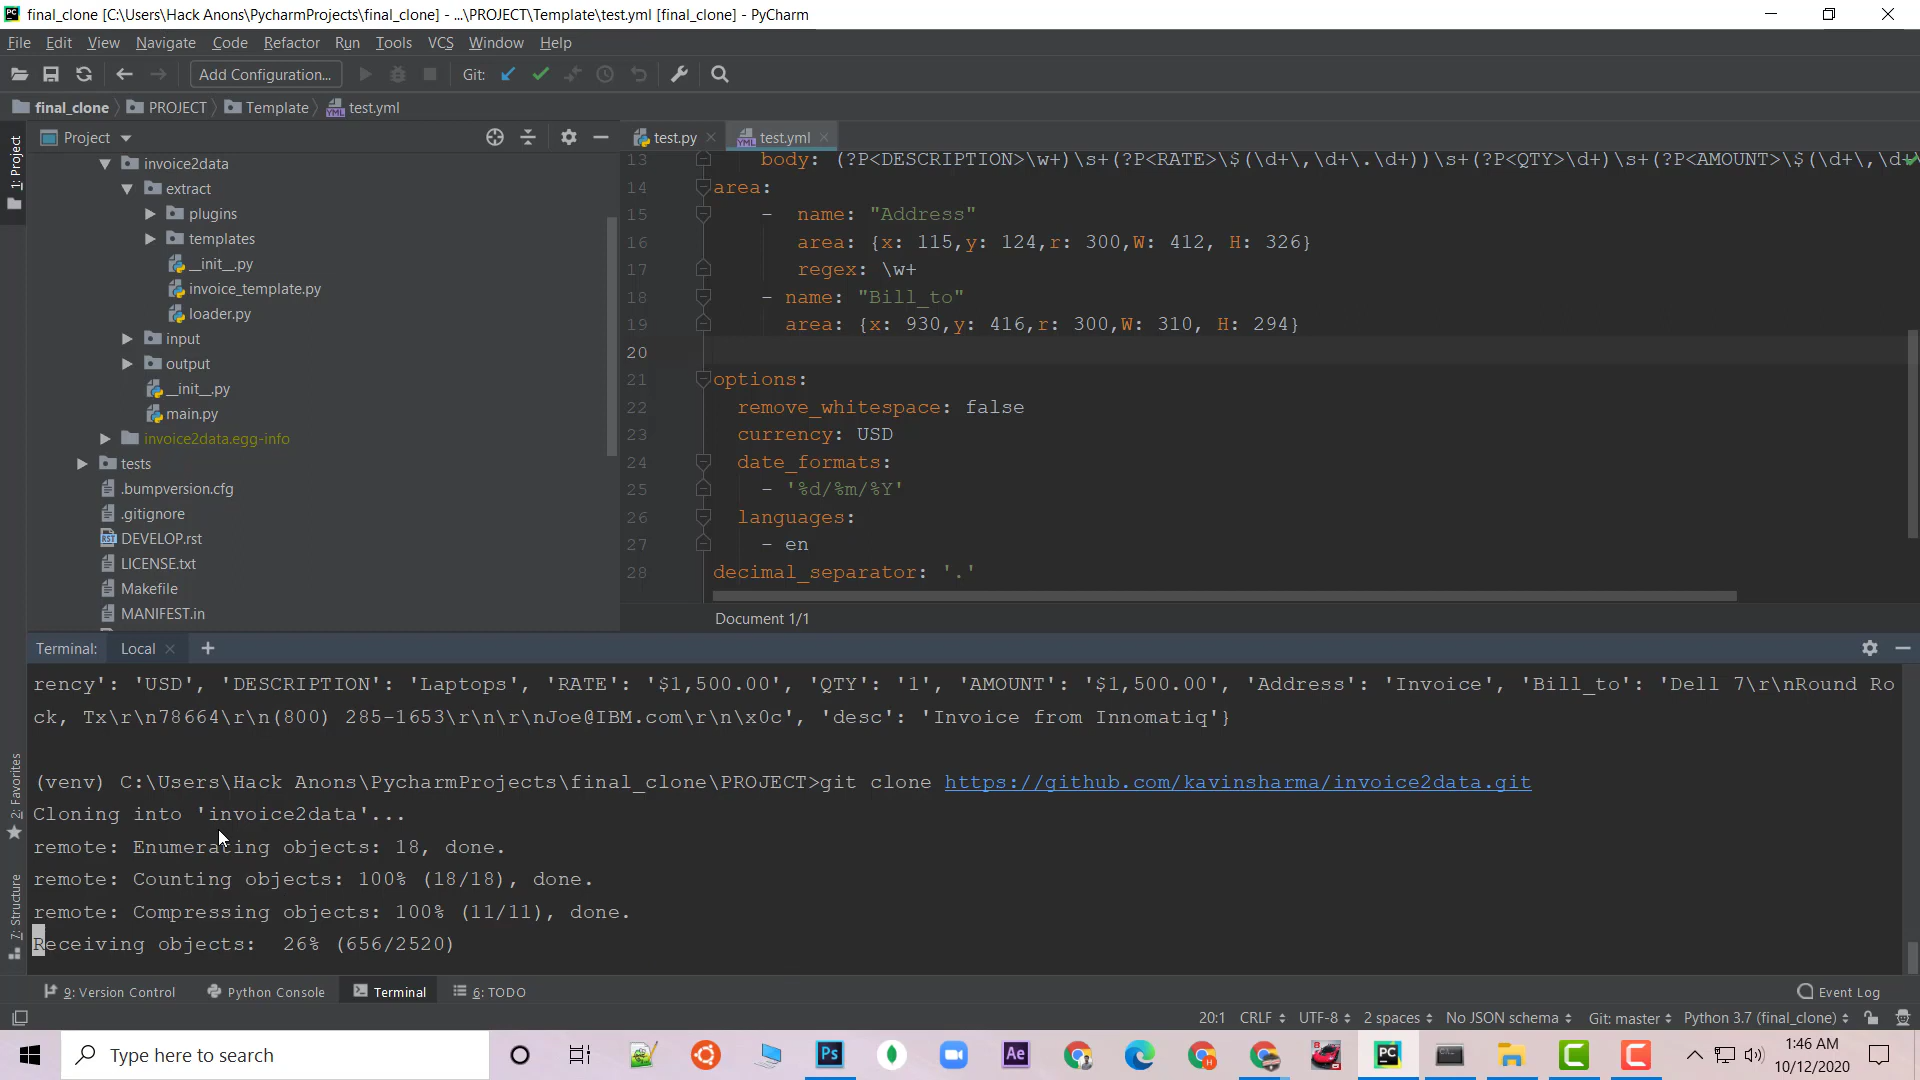 final_clone [C:\Users\Hack Anons\PycharmProjects\final_clone] - ...\PROJECT\Template\test.yml [final_clone] - PyCharm
File Edit View Navigate Code Refactor Run Tools VCS Window Help
Add Configuration... Git:
final_clone PROJECT Template test.yml
Project
test.py test.yml
1: Project
invoice2data
extract
plugins
templates
__init__.py
invoice_template.py
loader.py
input
output
__init__.py
main.py
invoice2data.egg-info
tests
.bumpversion.cfg
.gitignore
DEVELOP.rst
LICENSE.txt
Makefile
MANIFEST.in
13 body: (?P<DESCRIPTION>\w+)\s+(?P<RATE>\$(\d+\,\d+\.\d+))\s+(?P<QTY>\d+)\s+(?P<AMOUNT>\$(\d+\,\d+
14 area:
15 - name: "Address"
16 area: {x: 115,y: 124,r: 300,W: 412, H: 326}
17 regex: \w+
18 - name: "Bill_to"
19 area: {x: 930,y: 416,r: 300,W: 310, H: 294}
20
21 options:
22 remove_whitespace: false
23 currency: USD
24 date_formats:
25 - '%d/%m/%Y'
26 languages:
27 - en
28 decimal_separator: '.'
Document 1/1
Terminal: Local +
rency': 'USD', 'DESCRIPTION': 'Laptops', 'RATE': '$1,500.00', 'QTY': '1', 'AMOUNT': '$1,500.00', 'Address': 'Invoice', 'Bill_to': 'Dell 7\r\nRound Ro
ck, Tx\r\n78664\r\n(800) 285-1653\r\n\r\nJoe@IBM.com\r\n\x0c', 'desc': 'Invoice from Innomatiq'}
(venv) C:\Users\Hack Anons\PycharmProjects\final_clone\PROJECT>git clone https://github.com/kavinsharma/invoice2data.git
Cloning into 'invoice2data'...
remote: Enumerating objects: 18, done.
remote: Counting objects: 100% (18/18), done.
remote: Compressing objects: 100% (11/11), done.
Receiving objects: 26% (656/2520)
2: Favorites
7: Structure
9: Version Control Python Console Terminal 6: TODO Event Log
20:1 CRLF UTF-8 2 spaces No JSON schema Git: master Python 3.7 (final_clone)
Type here to search
Ps
Ae
PC
1:46 AM
10/12/2020